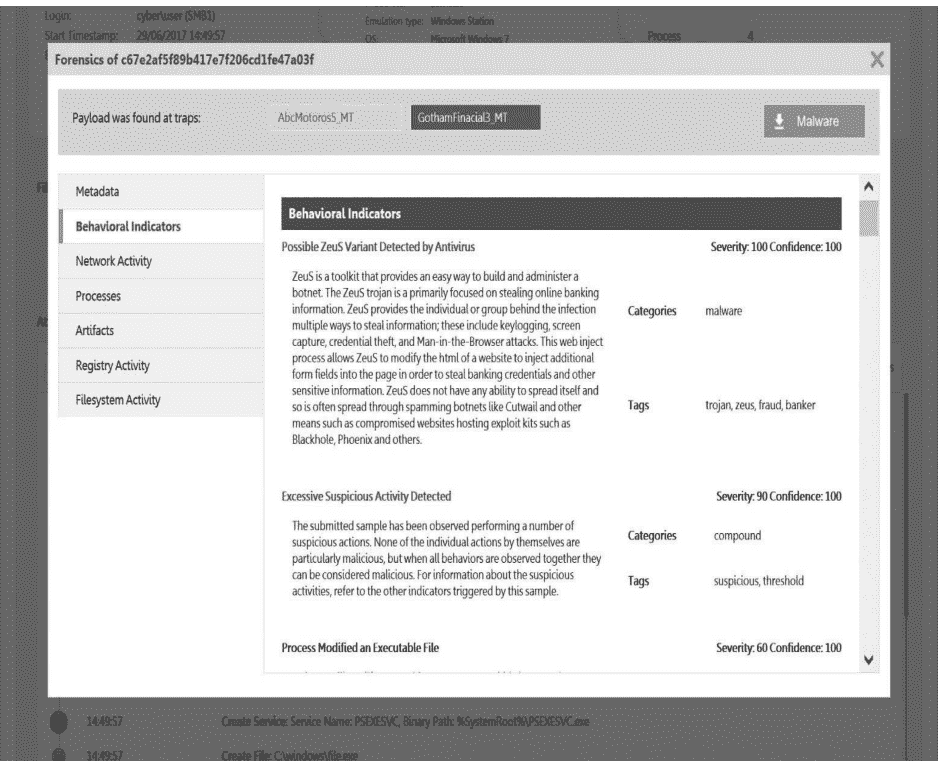 Login: cyber\user (SMB1)
Emulation type: Windows Station
Start Timestamp: 29/06/2017 14:49:57
OS: Microsoft Windows 7
Process 4
Forensics of c67e2af5f89b417e7f206cd1fe47a03f
X
Payload was found at traps:
AbcMotoros5_MT
GothamFinacial3_MT
Malware
Metadata
Behavioral Indicators
Network Activity
Processes
Artifacts
Registry Activity
Filesystem Activity
Behavioral Indicators
Possible ZeuS Variant Detected by Antivirus
Severity: 100 Confidence: 100
ZeuS is a toolkit that provides an easy way to build and administer a
botnet. The ZeuS trojan is a primarily focused on stealing online banking
information. ZeuS provides the individual or group behind the infection
multiple ways to steal information; these include keylogging, screen
capture, credential theft, and Man-in-the-Browser attacks. This web inject
process allows ZeuS to modify the html of a website to inject additional
form fields into the page in order to steal banking credentials and other
sensitive information. ZeuS does not have any ability to spread itself and
so is often spread through spamming botnets like Cutwail and other
means such as compromised websites hosting exploit kits such as
Blackhole, Phoenix and others.
Categories malware
Tags trojan, zeus, fraud, banker
Excessive Suspicious Activity Detected
Severity: 90 Confidence: 100
The submitted sample has been observed performing a number of
suspicious actions. None of the individual actions by themselves are
particularly malicious, but when all behaviors are observed together they
can be considered malicious. For information about the suspicious
activities, refer to the other indicators triggered by this sample.
Categories compound
Tags suspicious, threshold
Process Modified an Executable File
Severity: 60 Confidence: 100
14:49:57 Create Service: Service Name: PSEXESVC, Binary Path: %SystemRoot%\PSEXESVC.exe
14:49:57 Create File: C:\windows\file.exe